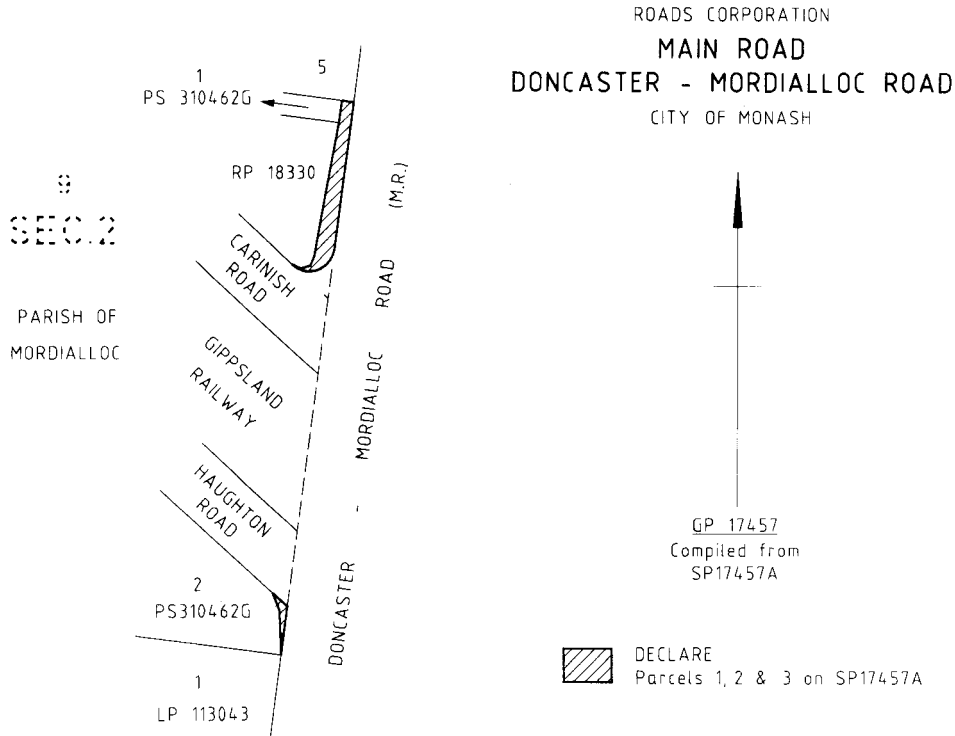 ROADS CORPORATION
MAIN ROAD
DONCASTER - MORDIALLOC ROAD
CITY OF MONASH
1
PS 310462G
5
RP 18330
9
SEC.2
PARISH OF
MORDIALLOC
CARINISH
ROAD
GIPPSLAND
RAILWAY
HAUGHTON
ROAD
DONCASTER - MORDIALLOC ROAD (M.R.)
2
PS310462G
1
LP 113043
GP 17457
Compiled from
SP17457A
DECLARE
Parcels 1, 2 & 3 on SP17457A